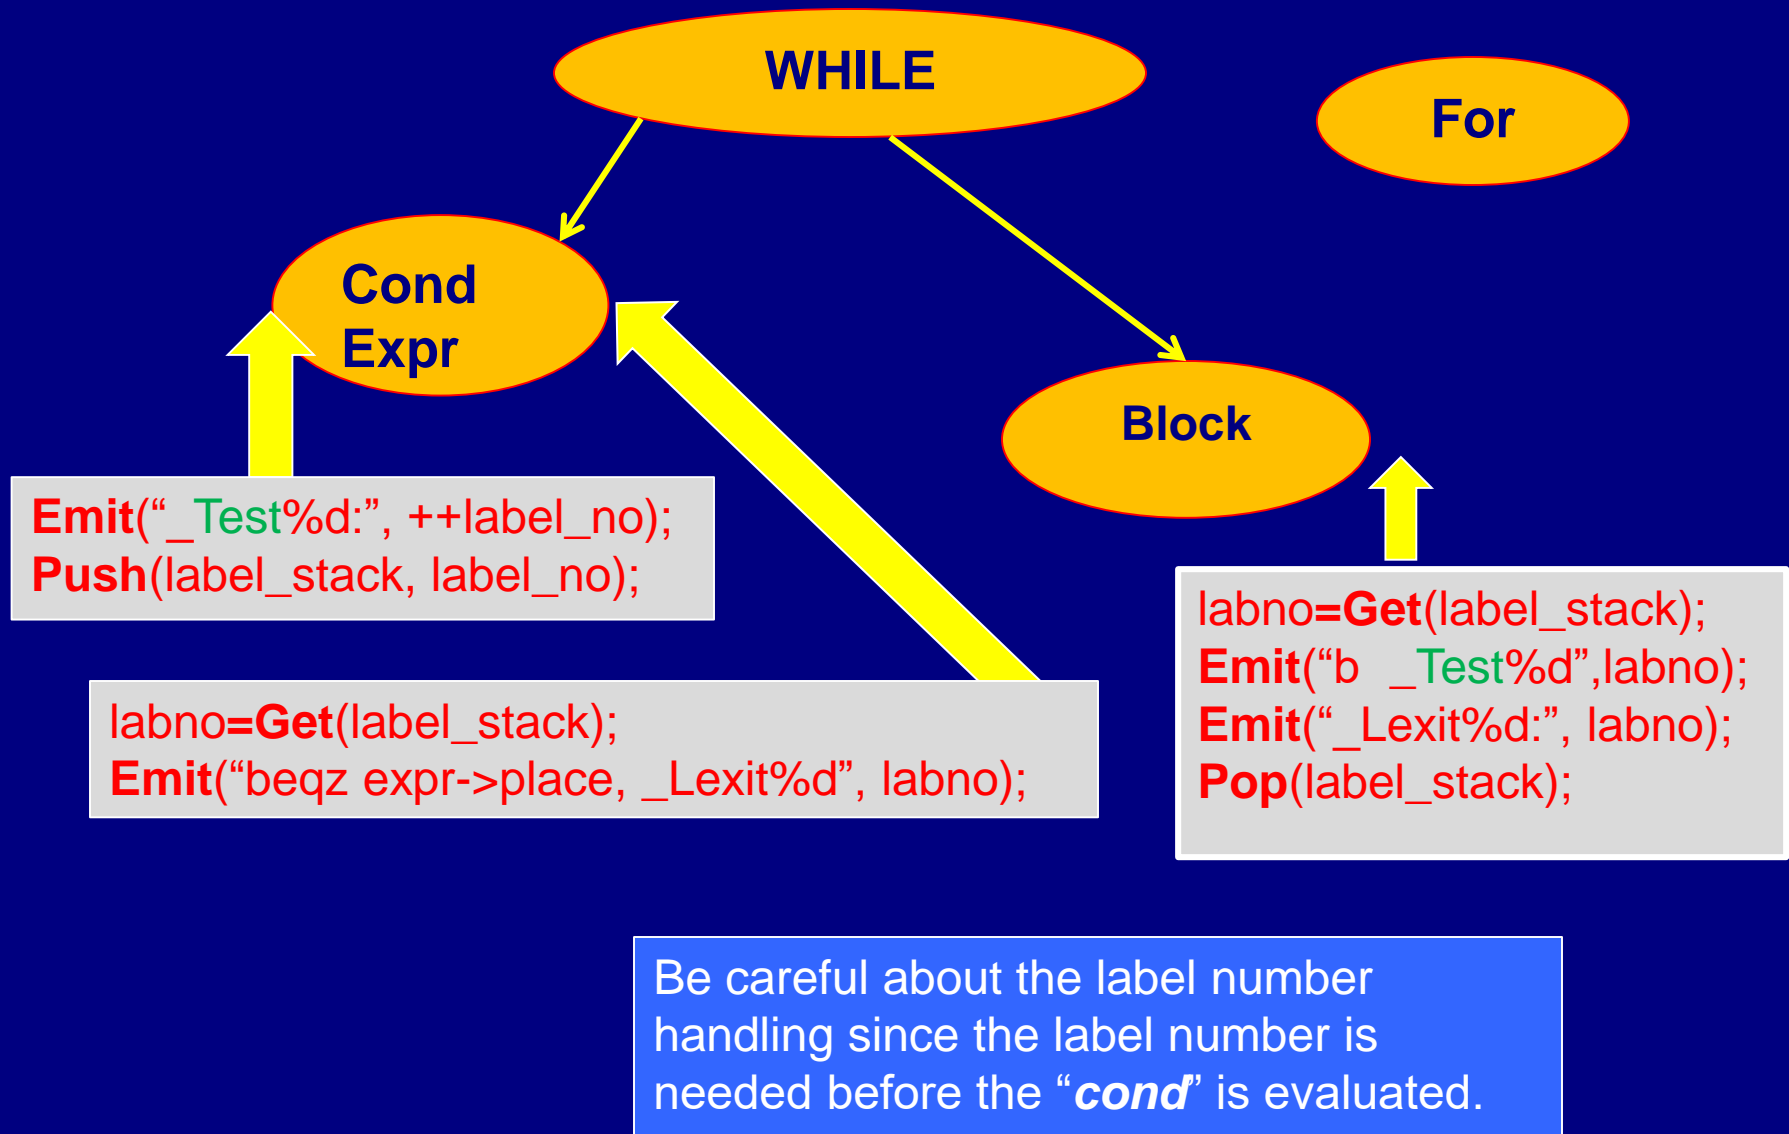 WHILE
For
Cond
Expr
Block
Emit(“_Test%d:”, ++label_no);
Push(label_stack, label_no);
labno=Get(label_stack);
Emit(“beqz expr->place, _Lexit%d”, labno);
labno=Get(label_stack);
Emit(“b _Test%d”,labno);
Emit(“_Lexit%d:”, labno);
Pop(label_stack);
Be careful about the label number
handling since the label number is
needed before the “cond” is evaluated.